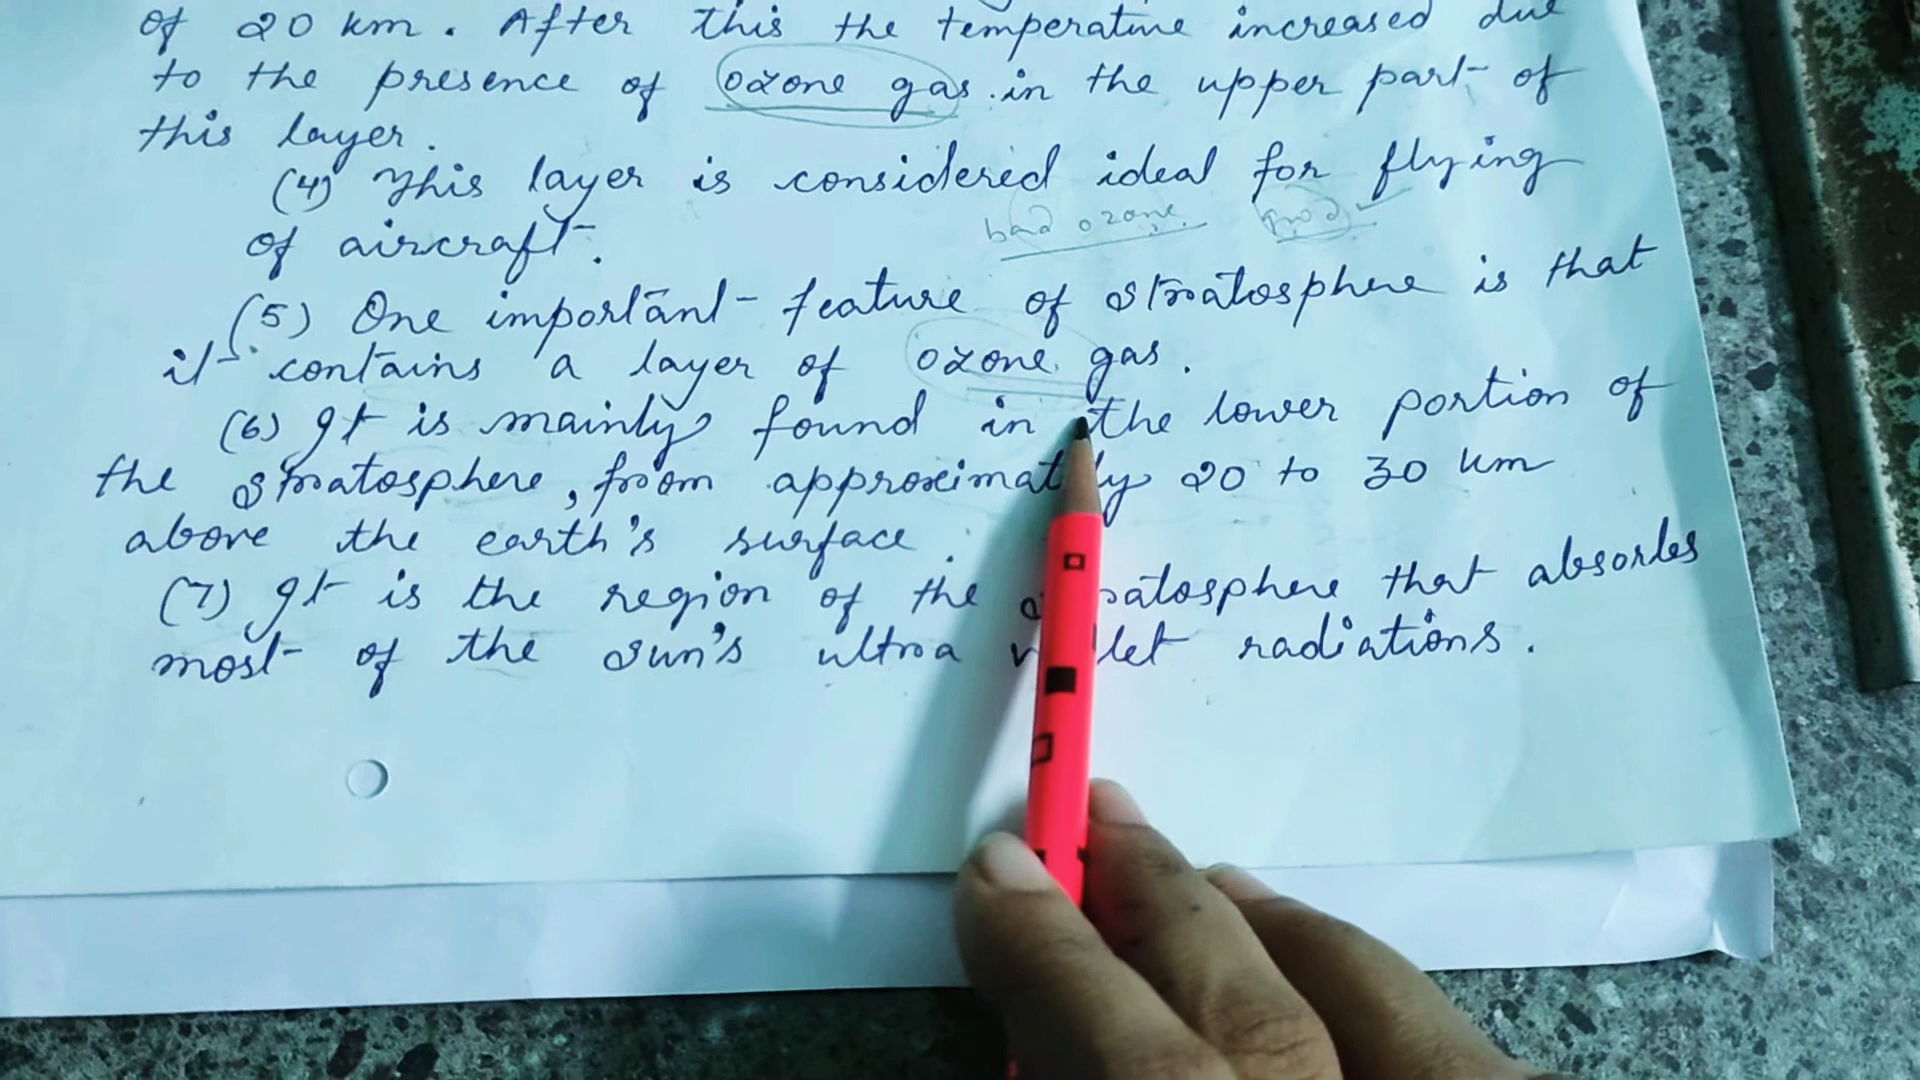 of 20 km. After this the temperature increased due
to the presence of ozone gas in the upper part of
this layer.
(4) This layer is considered ideal for flying
bad ozone good
of aircraft.
(5) One important feature of stratosphere is that
it contains a layer of ozone gas.
(6) It is mainly found in the lower portion of
the stratosphere, from approximately 20 to 30 km
above the earth's surface.
(7) It is the region of the that absorbes
most of the sun's ultra radiations.